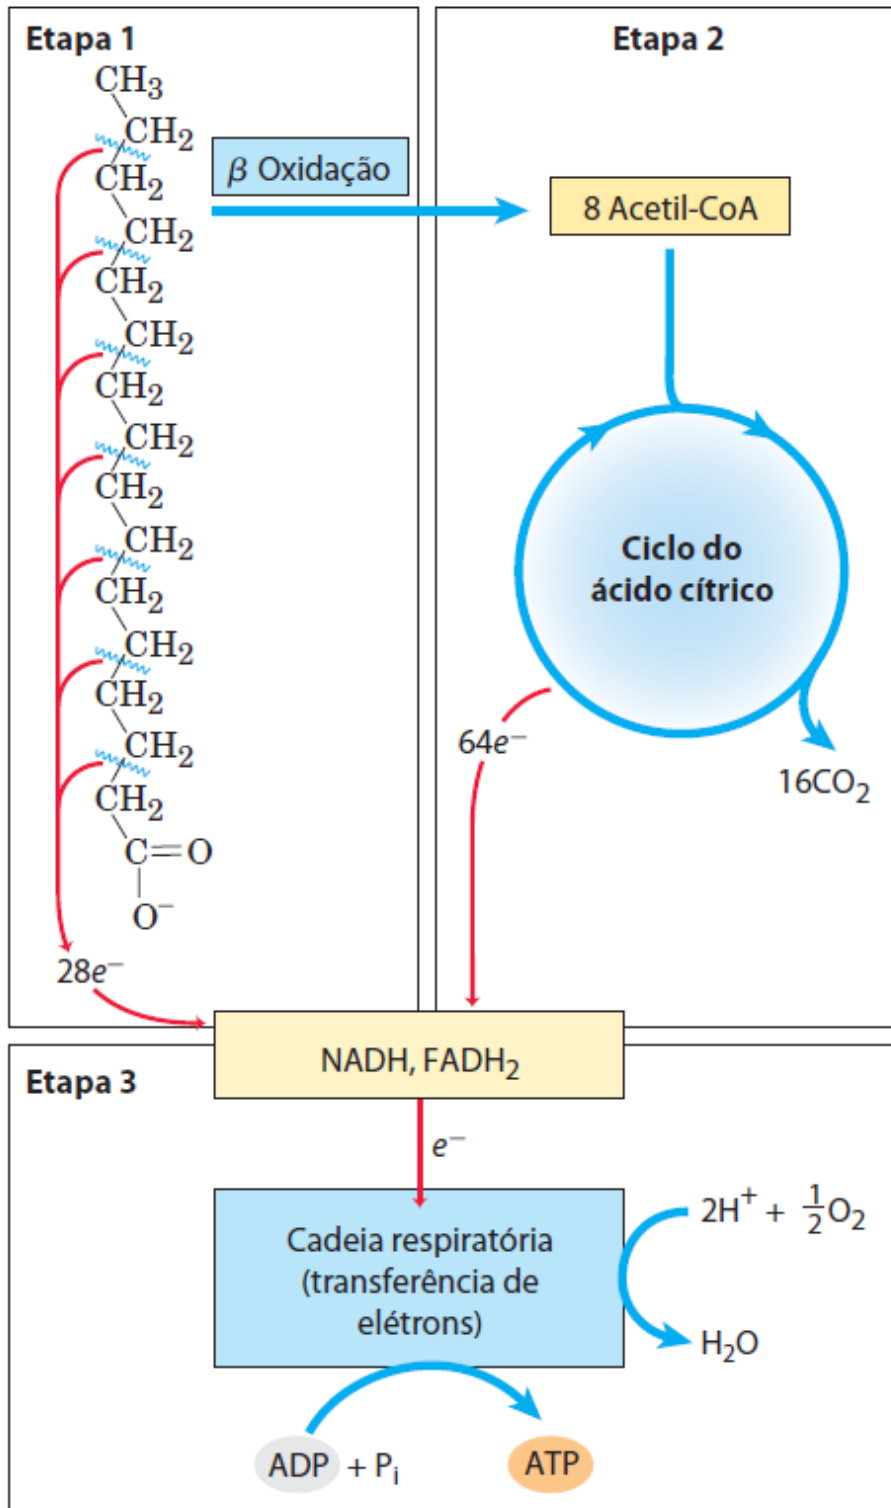 Etapa 1
CH3
CH2
CH2
CH2
CH2
CH2
CH2
CH2
CH2
CH2
CH2
CH2
CH2
CH2
CH2
C=O
O−
28e−
β Oxidação
Etapa 2
8 Acetil-CoA
Ciclo do
ácido cítrico
64e−
16CO2
NADH, FADH2
Etapa 3
e−
Cadeia respiratória
(transferência de
elétrons)
2H+ + 1/2O2
H2O
ADP + Pi
ATP